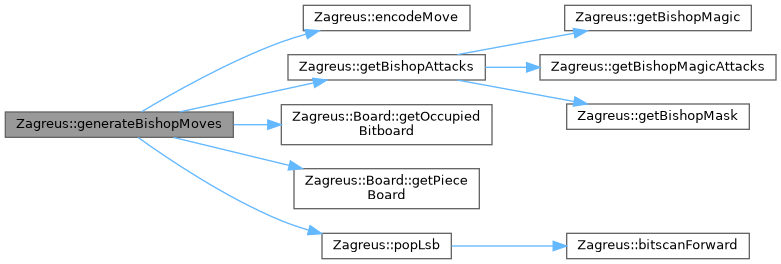 Zagreus::generateBishopMoves
Zagreus::encodeMove
Zagreus::getBishopAttacks
Zagreus::getBishopMagic
Zagreus::getBishopMagicAttacks
Zagreus::getBishopMask
Zagreus::Board::getOccupied
Bitboard
Zagreus::Board::getPiece
Board
Zagreus::popLsb
Zagreus::bitscanForward